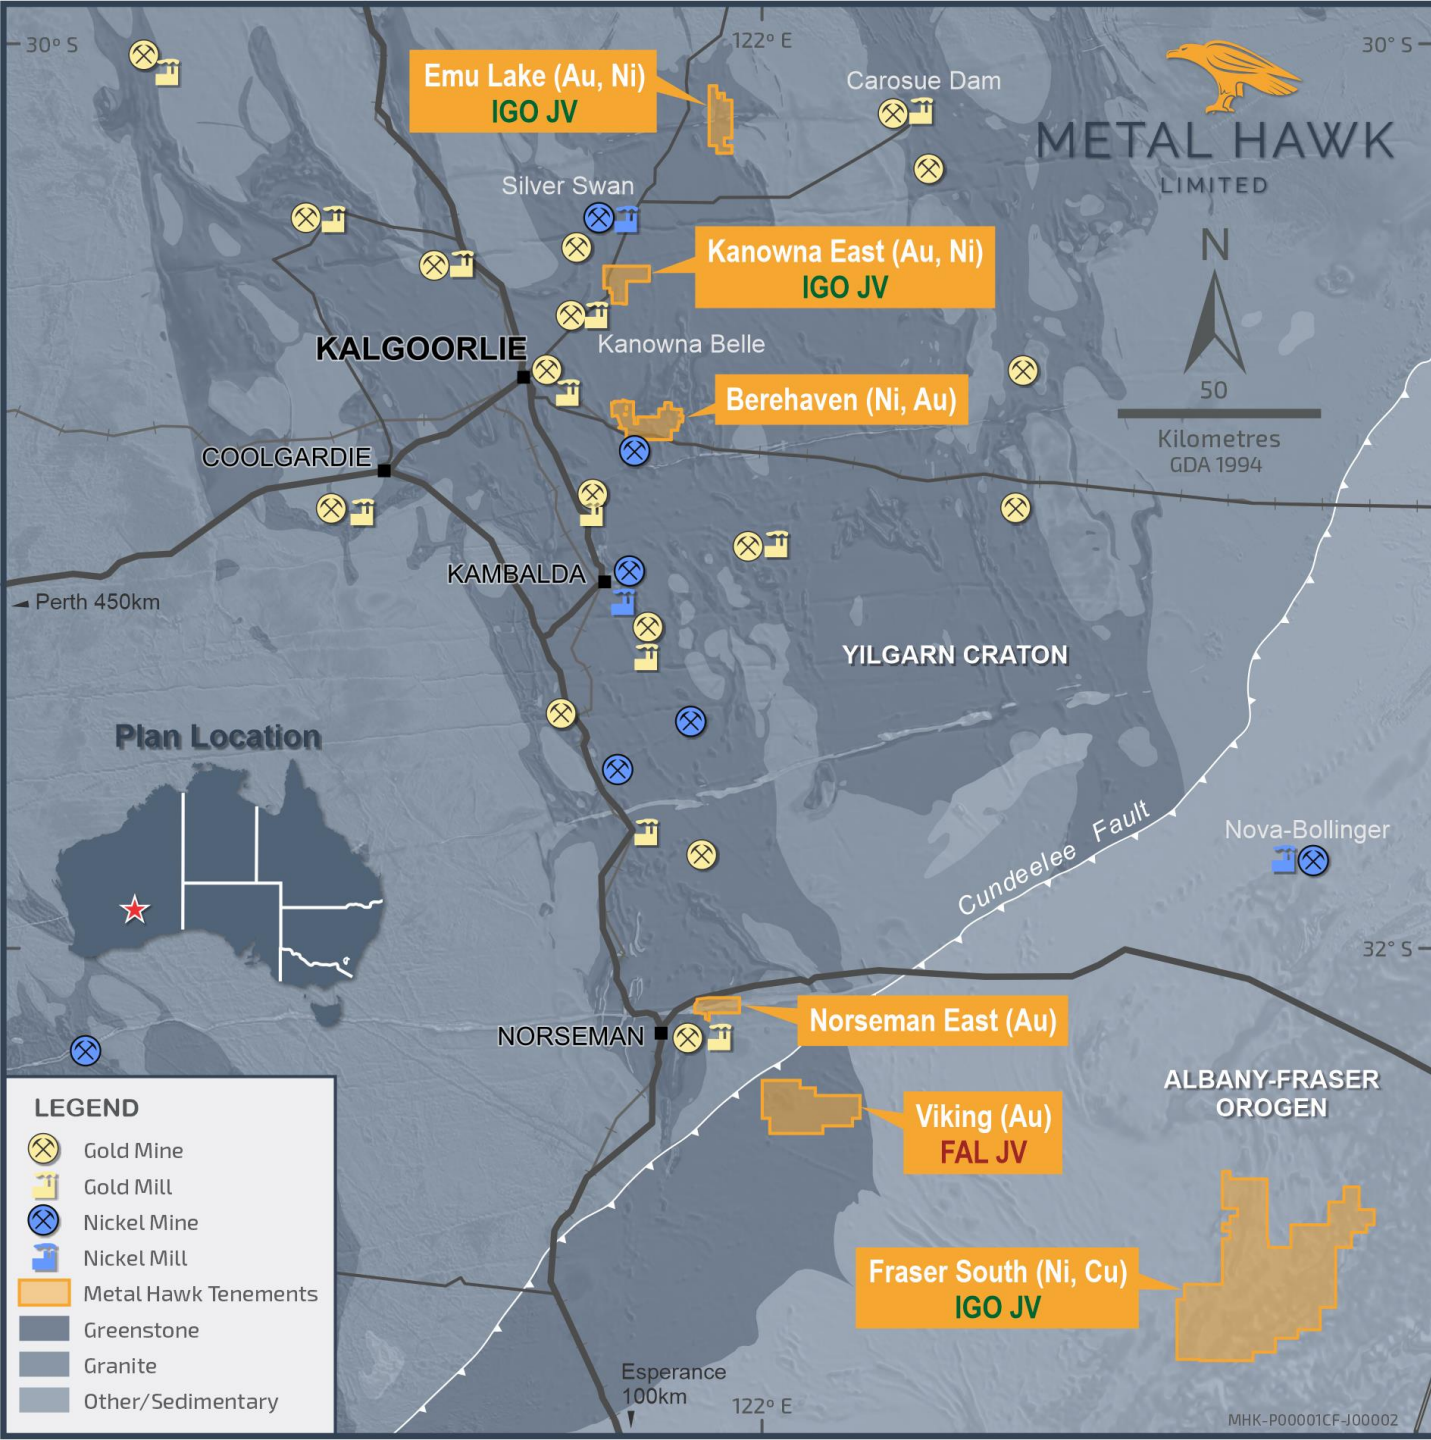 30° S
122° E
30° S
Emu Lake (Au, Ni)
IGO JV
Carosue Dam
METAL HAWK
LIMITED
Silver Swan
N
Kanowna East (Au, Ni)
IGO JV
KALGOORLIE
Kanowna Belle
Berehaven (Ni, Au)
50
Kilometres
GDA 1994
COOLGARDIE
KAMBALDA
Perth 450km
YILGARN CRATON
Plan Location
Cundeelee Fault
Nova-Bollinger
32° S
Norseman East (Au)
NORSEMAN
ALBANY-FRASER
OROGEN
Viking (Au)
FAL JV
Fraser South (Ni, Cu)
IGO JV
LEGEND
Gold Mine
Gold Mill
Nickel Mine
Nickel Mill
Metal Hawk Tenements
Greenstone
Granite
Other/Sedimentary
Esperance
100km
122° E
MHK-P00001CF-J00002